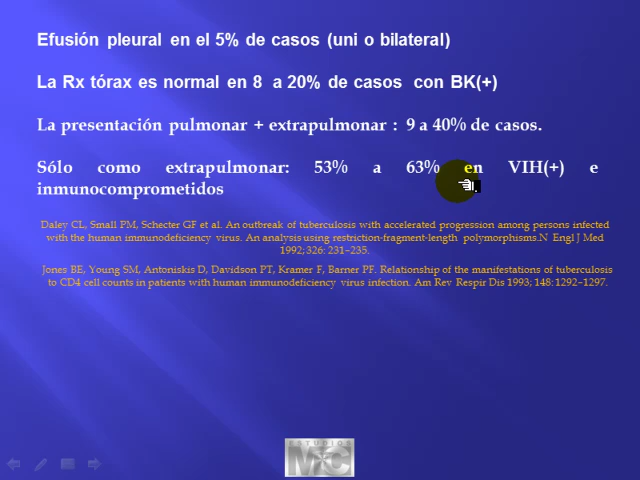 Efusión pleural en el 5% de casos (uni o bilateral)
La Rx tórax es normal en 8 a 20% de casos con BK(+)
La presentación pulmonar + extrapulmonar : 9 a 40% de casos.
Sólo como extrapulmonar: 53% a 63% en VIH(+) e
inmunocomprometidos
Daley CL, Small PM, Schecter GF et al. An outbreak of tuberculosis with accelerated progression among persons infected
with the human immunodeficiency virus. An analysis using restriction-fragment-length polymorphisms.N Engl J Med
1992; 326: 231–235.
Jones BE, Young SM, Antoniskis D, Davidson PT, Kramer F, Barner PF. Relationship of the manifestations of tuberculosis
to CD4 cell counts in patients with human immunodeficiency virus infection. Am Rev Respir Dis 1993; 148: 1292–1297.
ESTUDIOS
MC